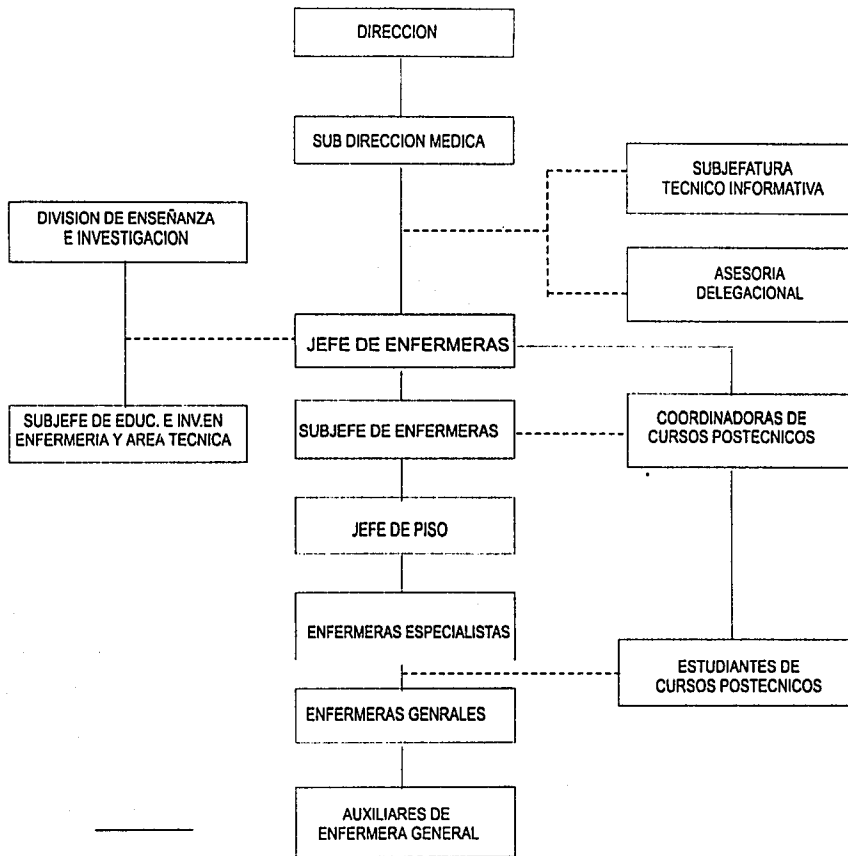 DIRECCION
SUB DIRECCION MEDICA
SUBJEFATURA
TECNICO INFORMATIVA
DIVISION DE ENSEÑANZA
E INVESTIGACION
ASESORIA
DELEGACIONAL
JEFE DE ENFERMERAS
SUBJEFE DE EDUC. E INV.EN
ENFERMERIA Y AREA TECNICA
SUBJEFE DE ENFERMERAS
COORDINADORAS DE
CURSOS POSTECNICOS
JEFE DE PISO
ENFERMERAS ESPECIALISTAS
ESTUDIANTES DE
CURSOS POSTECNICOS
ENFERMERAS GENRALES
AUXILIARES DE
ENFERMERA GENERAL